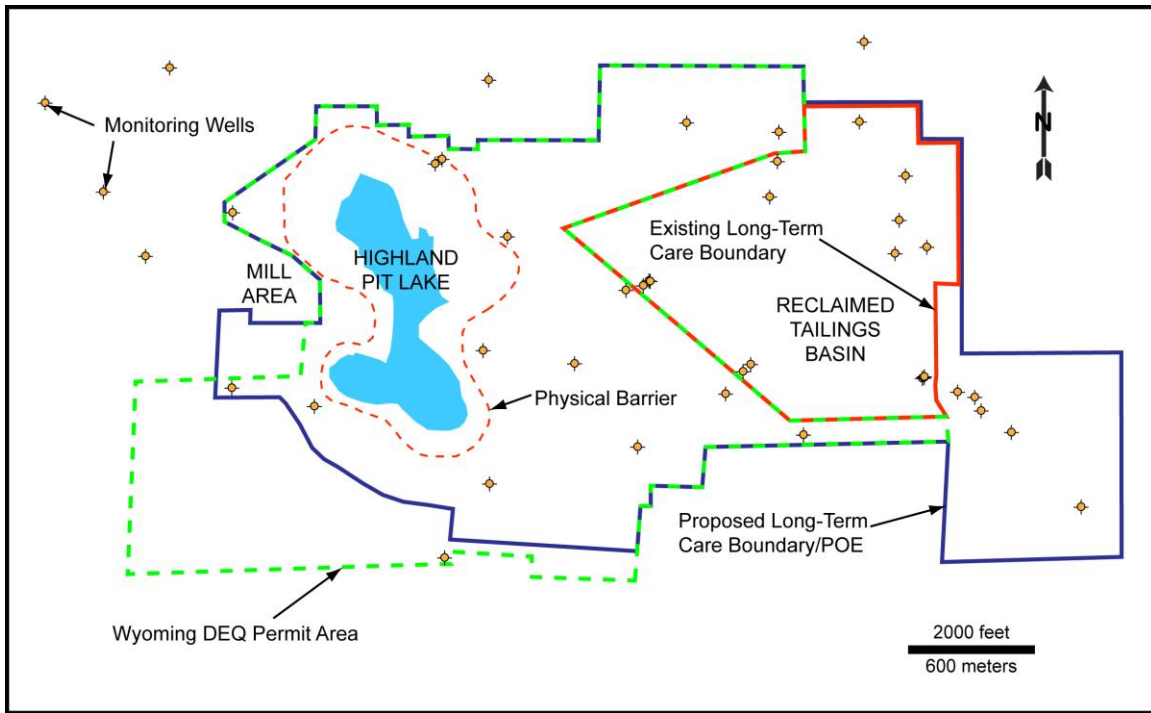 Monitoring Wells
N
MILL
AREA
HIGHLAND
PIT LAKE
Existing Long-Term
Care Boundary
RECLAIMED
TAILINGS
BASIN
Physical Barrier
Proposed Long-Term
Care Boundary/POE
Wyoming DEQ Permit Area
2000 feet
600 meters